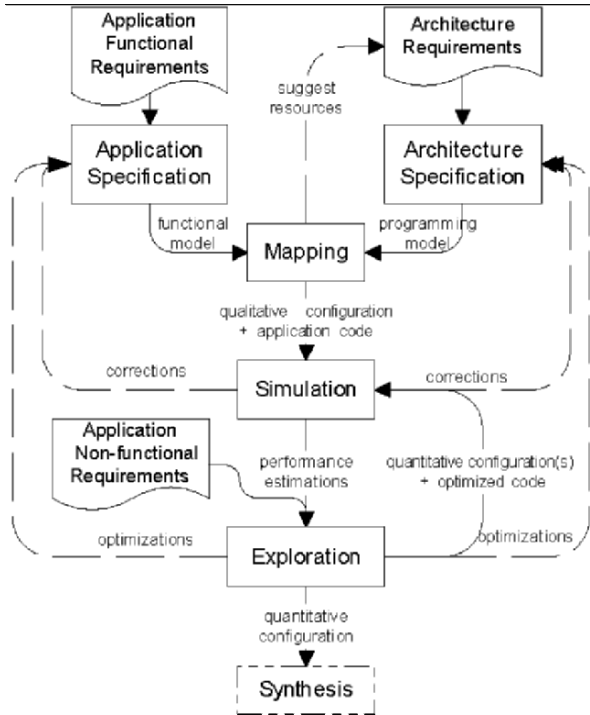 Application
Functional
Requirements
Architecture
Requirements
suggest
resources
Application
Specification
Architecture
Specification
functional
model
programming
model
Mapping
qualitative configuration
+ application code
corrections
Simulation
corrections
Application
Non-functional
Requirements
performance
estimations
quantitative configuration(s)
+ optimized code
optimizations
Exploration
optimizations
quantitative
configuration
Synthesis